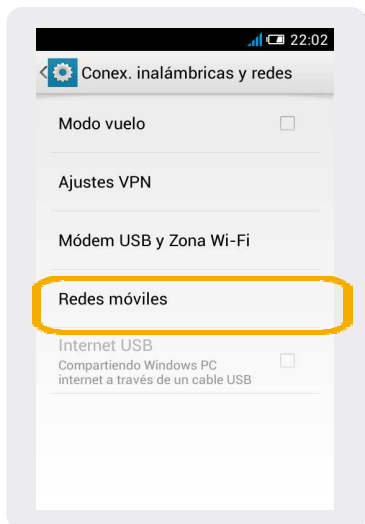 22:02
Conex. inalámbricas y redes
Modo vuelo
Ajustes VPN
Módem USB y Zona Wi-Fi
Redes móviles
Internet USB
Compartiendo Windows PC
internet a través de un cable USB